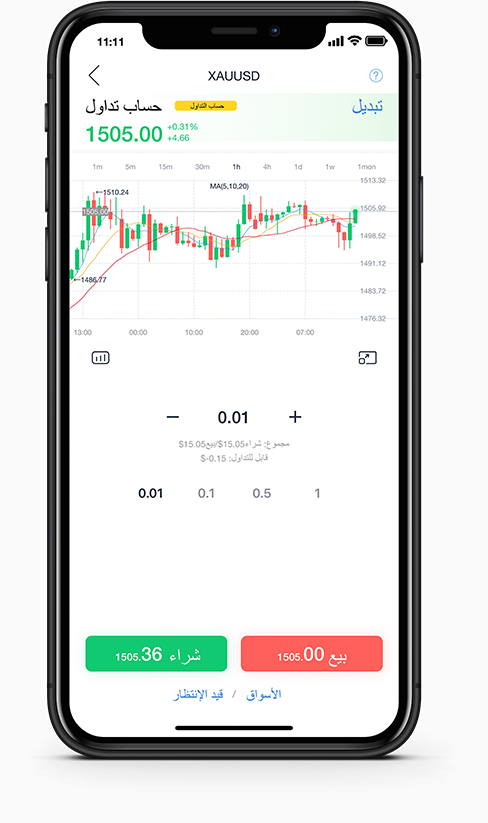 11:11
XAUUSD
?
حساب تداول حساب التداول تبديل
1505.00 +0.31%
+4.66
1m 5m 15m 30m 1h 4h 1d 1w 1mon
1513.32
MA(5,10,20)
←1510.24
1505.00
1505.92
1498.52
1491.12
←1486.77
1483.72
1476.32
13:00 00:00 10:00 20:00 07:00
− 0.01 +
مجموع: شراء15.05$/بيع15.05$
قابل للتداول: 0.15-$
0.01 0.1 0.5 1
شراء 1505.36 بيع 1505.00
الأسواق / قيد الإنتظار